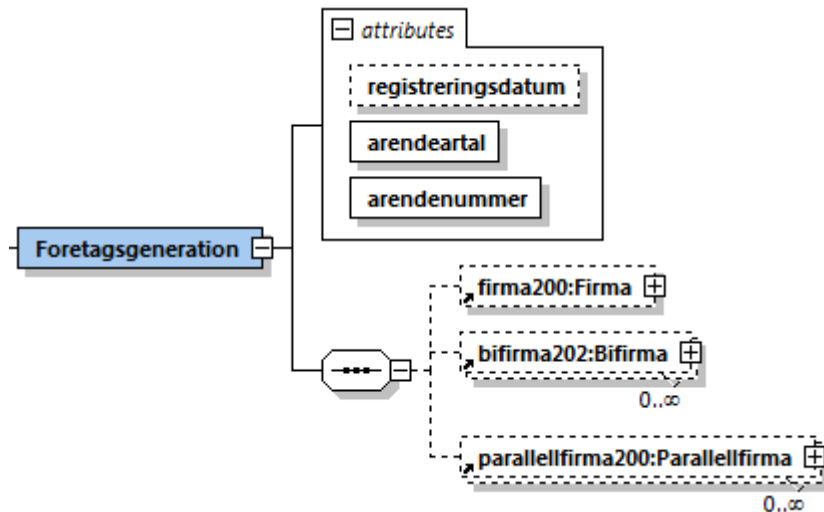 attributes
registreringsdatum
arendeartal
arendenummer
Foretagsgeneration
firma200:Firma
bifirma202:Bifirma
0..∞
parallellfirma200:Parallellfirma
0..∞